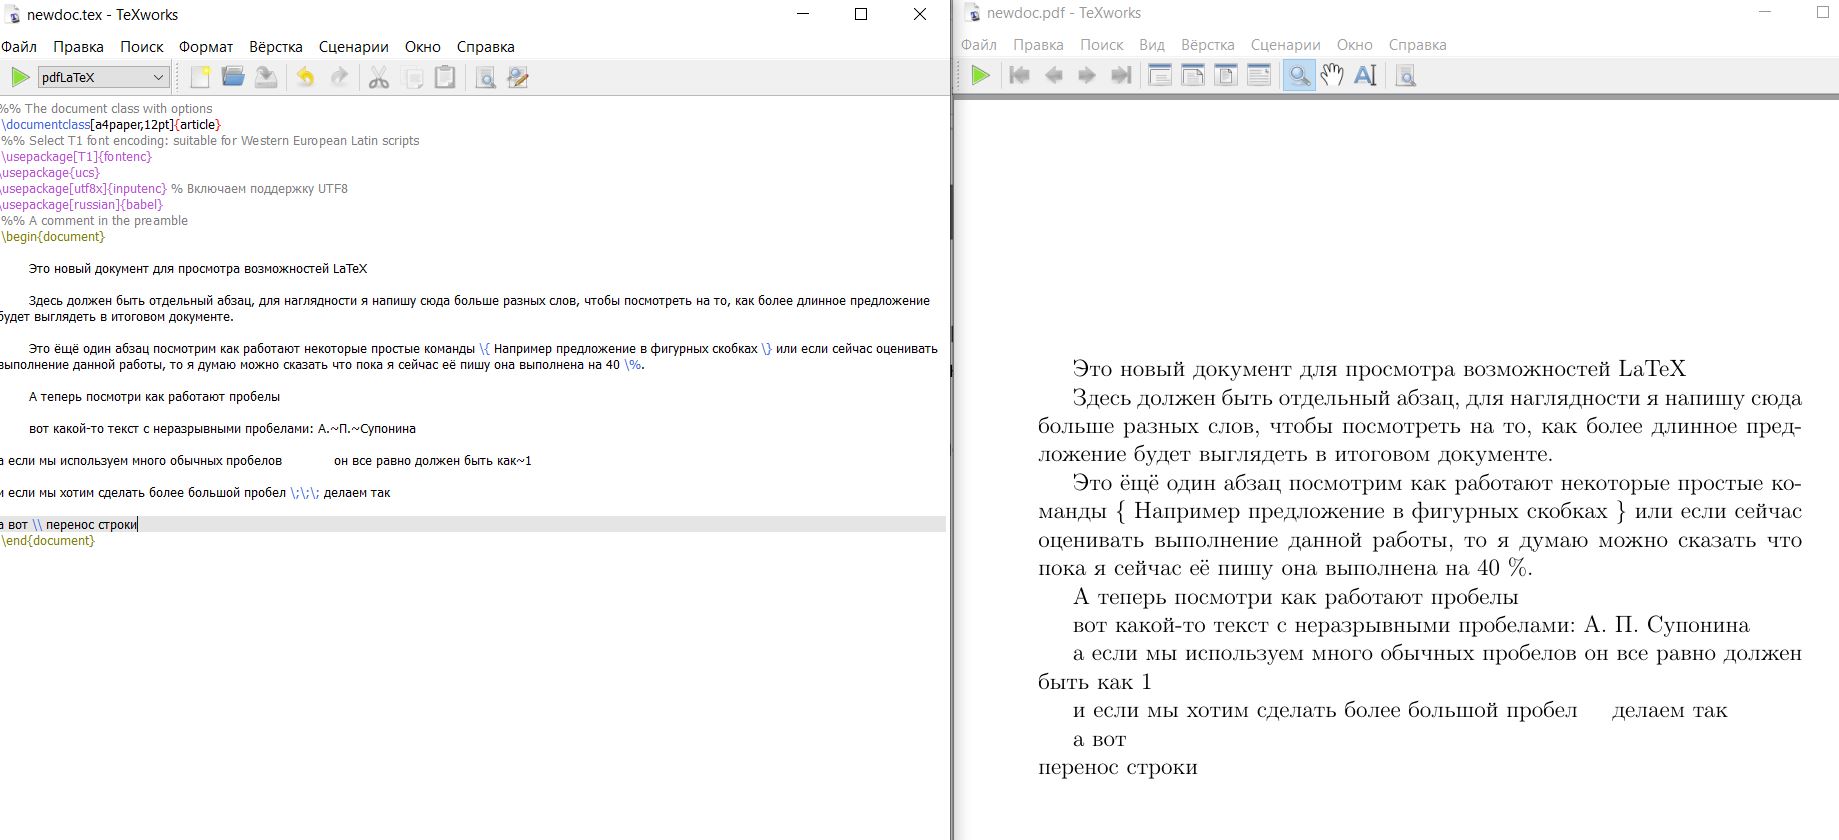 newdoc.tex - TeXworks
Файл Правка Поиск Формат Вёрстка Сценарии Окно Справка
pdfLaTeX
%% The document class with options
\documentclass[a4paper,12pt]{article}
%% Select T1 font encoding: suitable for Western European Latin scripts
\usepackage[T1]{fontenc}
\usepackage{ucs}
\usepackage[utf8x]{inputenc} % Включаем поддержку UTF8
\usepackage[russian]{babel}
%% A comment in the preamble
\begin{document}
Это новый документ для просмотра возможностей LaTeX
Здесь должен быть отдельный абзац, для наглядности я напишу сюда больше разных слов, чтобы посмотреть на то, как более длинное предложение
будет выглядеть в итоговом документе.
Это ёщё один абзац посмотрим как работают некоторые простые команды \{ Например предложение в фигурных скобках \} или если сейчас оценивать
выполнение данной работы, то я думаю можно сказать что пока я сейчас её пишу она выполнена на 40 \%.
А теперь посмотри как работают пробелы
вот какой-то текст с неразрывными пробелами: А.~П.~Супонина
а если мы используем много обычных пробелов он все равно должен быть как~1
и если мы хотим сделать более большой пробел \;\;\; делаем так
а вот \\ перенос строки
\end{document}
newdoc.pdf - TeXworks
Файл Правка Поиск Вид Вёрстка Сценарии Окно Справка
Это новый документ для просмотра возможностей LaTeX
Здесь должен быть отдельный абзац, для наглядности я напишу сюда
больше разных слов, чтобы посмотреть на то, как более длинное пред-
ложение будет выглядеть в итоговом документе.
Это ёщё один абзац посмотрим как работают некоторые простые ко-
манды { Например предложение в фигурных скобках } или если сейчас
оценивать выполнение данной работы, то я думаю можно сказать что
пока я сейчас её пишу она выполнена на 40 %.
А теперь посмотри как работают пробелы
вот какой-то текст с неразрывными пробелами: А. П. Супонина
а если мы используем много обычных пробелов он все равно должен
быть как 1
и если мы хотим сделать более большой пробел делаем так
а вот
перенос строки